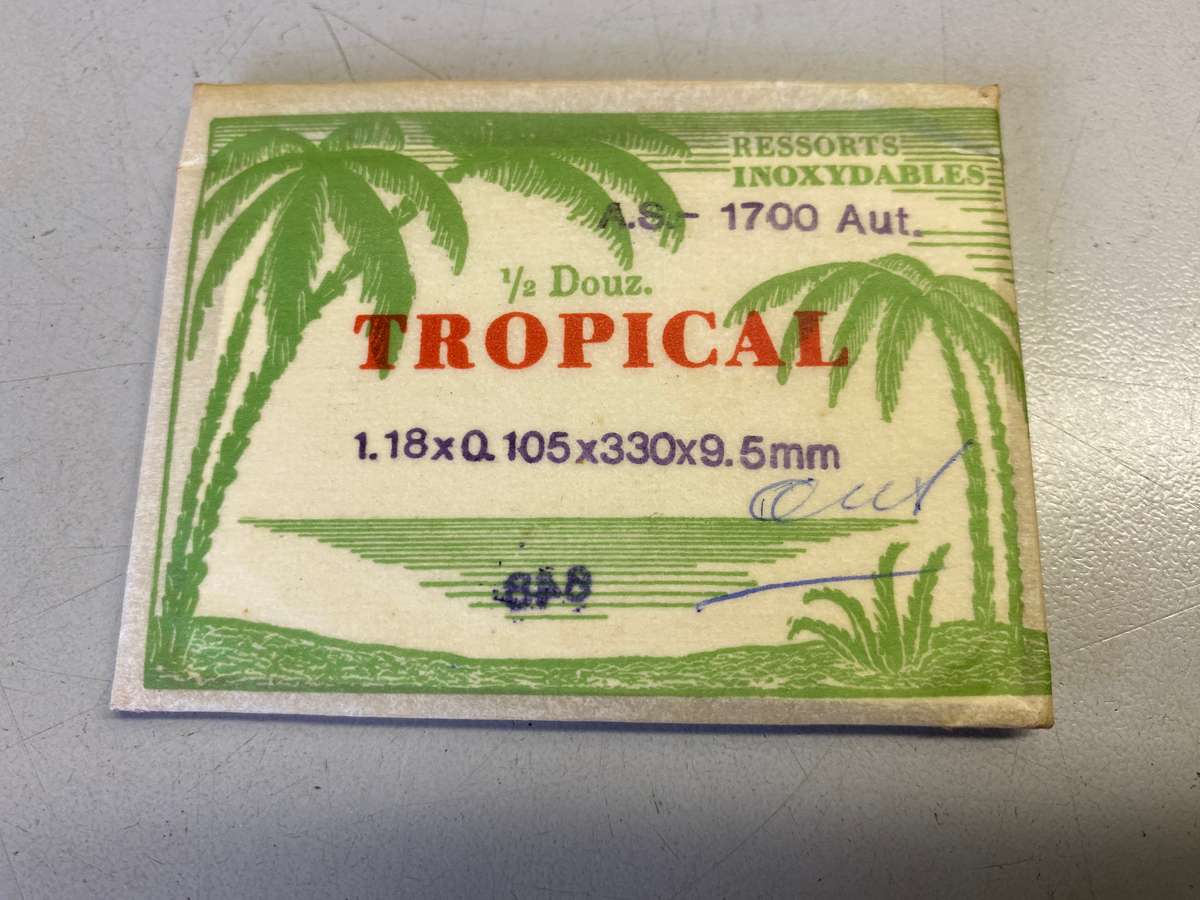 RESSORTS
INOXYDABLES
A.S.- 1700 Aut.
½ Douz.
TROPICAL
1.18x0.105x330x9.5mm